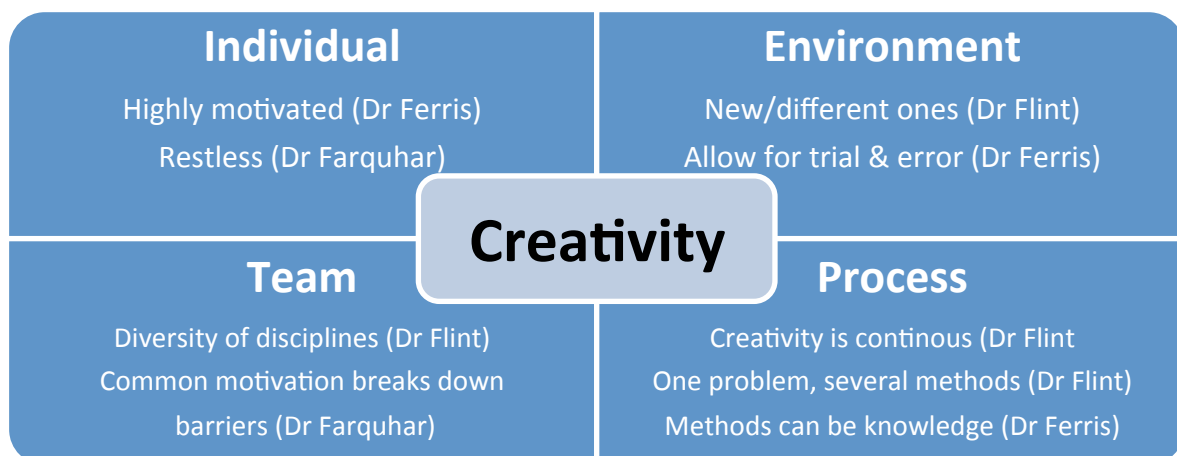 Individual
Highly motivated (Dr Ferris)
Restless (Dr Farquhar)
Environment
New/different ones (Dr Flint)
Allow for trial & error (Dr Ferris)
Creativity
Team
Diversity of disciplines (Dr Flint)
Common motivation breaks down
barriers (Dr Farquhar)
Process
Creativity is continous (Dr Flint
One problem, several methods (Dr Flint)
Methods can be knowledge (Dr Ferris)